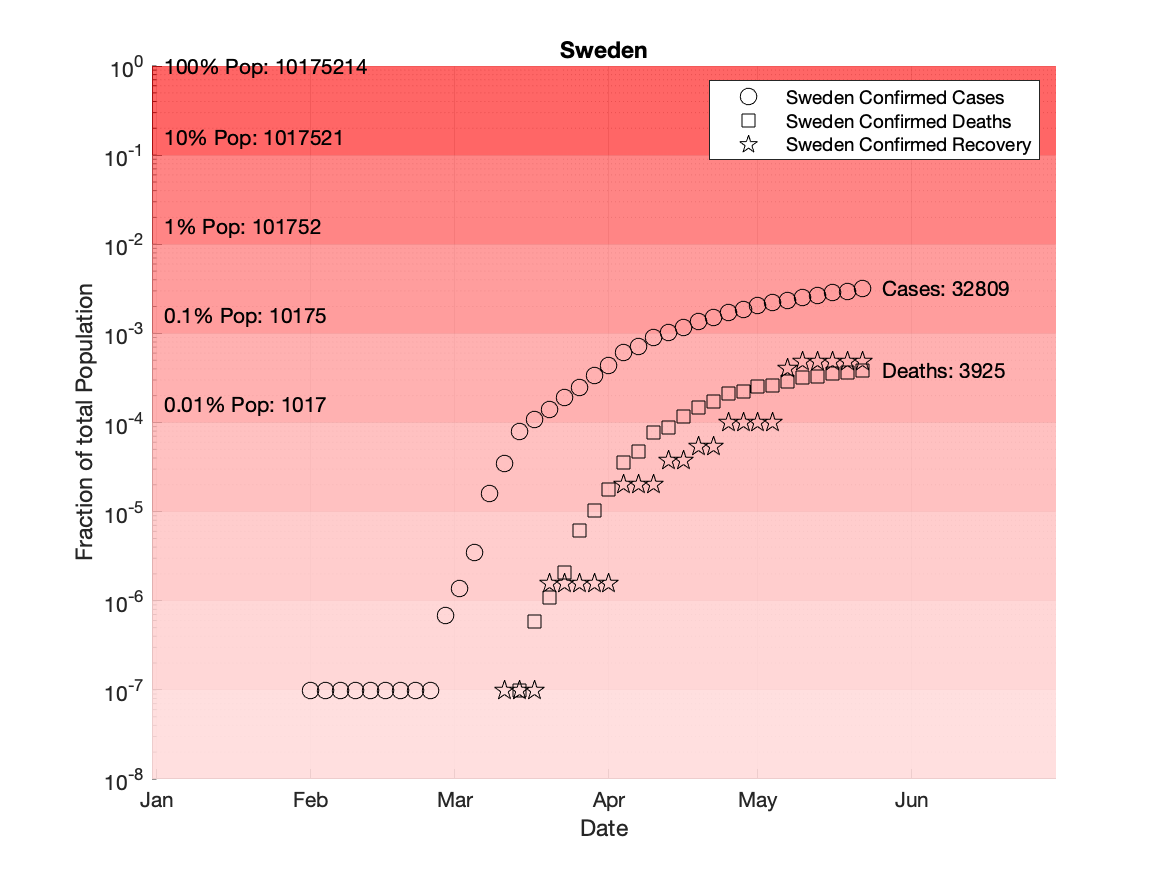 Sweden
10^0
10^-1
10^-2
10^-3
10^-4
10^-5
10^-6
10^-7
10^-8
Fraction of total Population
100% Pop: 10175214
10% Pop: 1017521
1% Pop: 101752
0.1% Pop: 10175
0.01% Pop: 1017
Sweden Confirmed Cases
Sweden Confirmed Deaths
Sweden Confirmed Recovery
Cases: 32809
Deaths: 3925
Jan Feb Mar Apr May Jun
Date